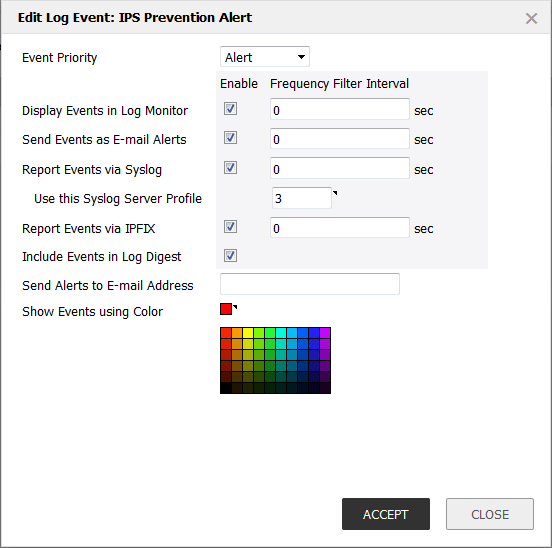 Edit Log Event: IPS Prevention Alert
Event Priority Alert
Enable Frequency Filter Interval
Display Events in Log Monitor 0 sec
Send Events as E-mail Alerts 0 sec
Report Events via Syslog 0 sec
Use this Syslog Server Profile 3
Report Events via IPFIX 0 sec
Include Events in Log Digest
Send Alerts to E-mail Address
Show Events using Color
ACCEPT CLOSE